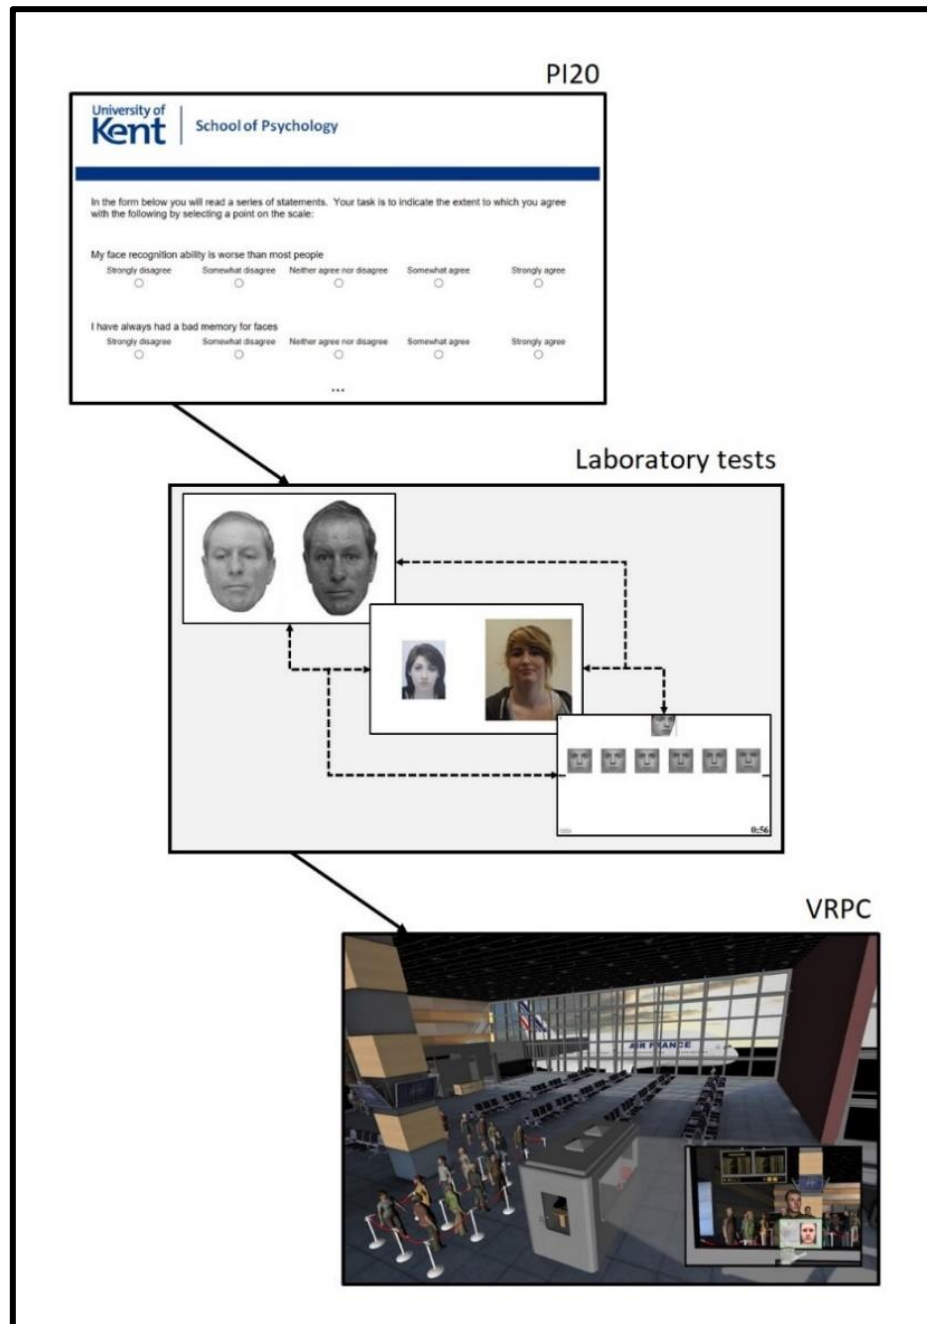 PI20
University of
Kent
School of Psychology
In the form below you will read a series of statements. Your task is to indicate the extent to which you agree
with the following by selecting a point on the scale:
My face recognition ability is worse than most people
Strongly disagree Somewhat disagree Neither agree nor disagree Somewhat agree Strongly agree
I have always had a bad memory for faces
Strongly disagree Somewhat disagree Neither agree nor disagree Somewhat agree Strongly agree
...
Laboratory tests
0:56
VRPC
AIR FRANCE